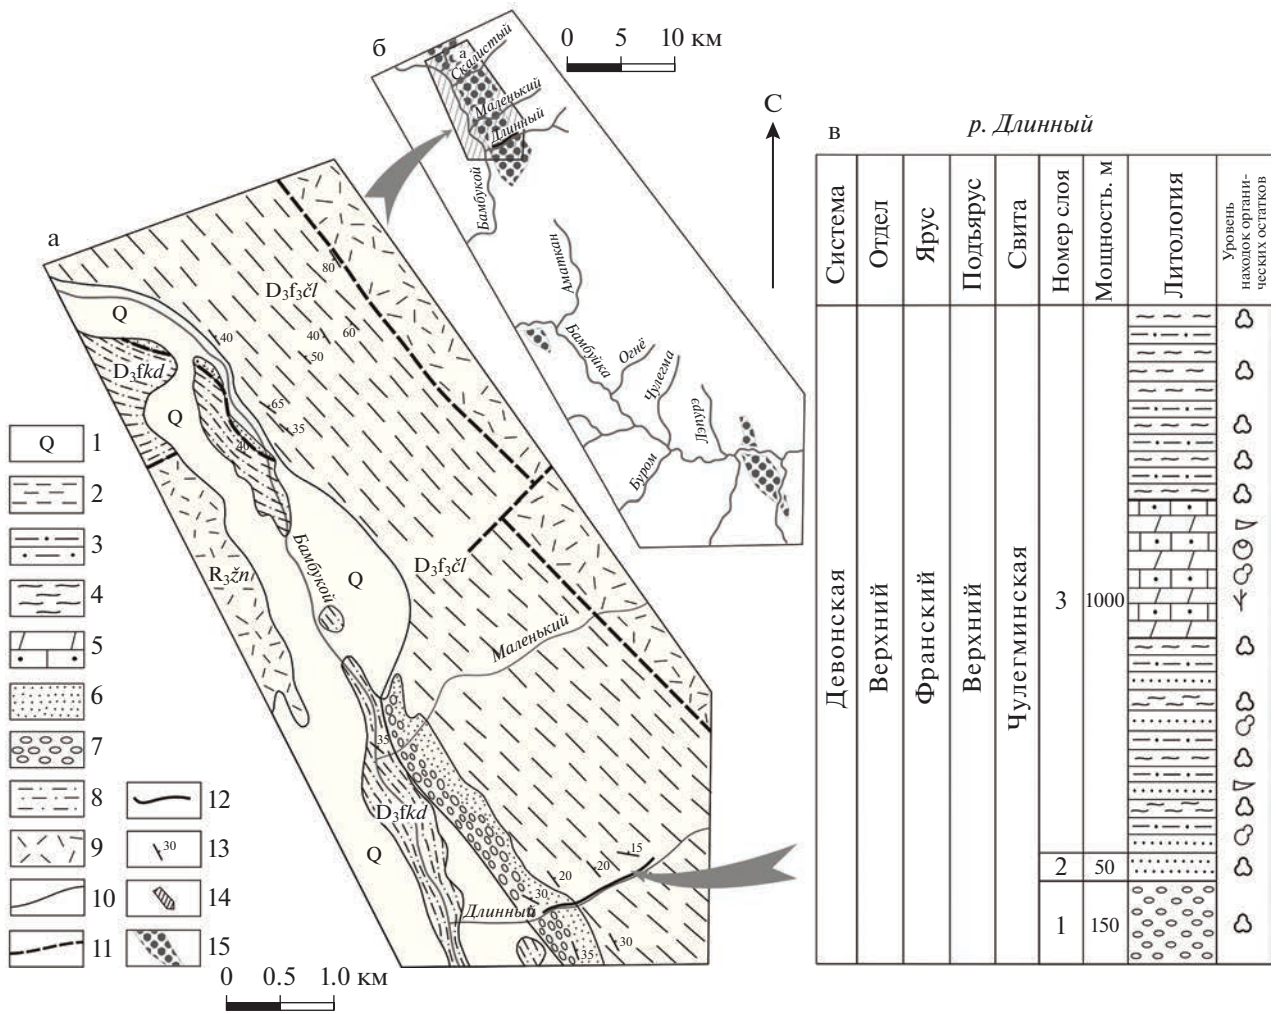 б
0 5 10 км
а
Скалистый
Маленький
Длинный
Бамбукой
Аматкан
Бамбуйка
Огнё
Чулегма
Лэпурэ
Буром
С
а
80
D₃f₃čl
Q
40
40
60
50
D₃fkd
Q
65
35
40
R₃žn
Бамбукой
Q
D₃f₃čl
Маленький
35
D₃fkd
Q
15
20
20
30
Длинный
30
35
Q 1
2
3
4
5
6
7
8
9
10
11
12
30 13
14
15
0 0.5 1.0 км
в
р. Длинный
Система
Отдел
Ярус
Подъярус
Свита
Номер слоя
Мощность. м
Литология
Уровень
находок органи-
ческих остатков
Девонская
Верхний
Франский
Верхний
Чулегминская
3 1000
2 50
1 150